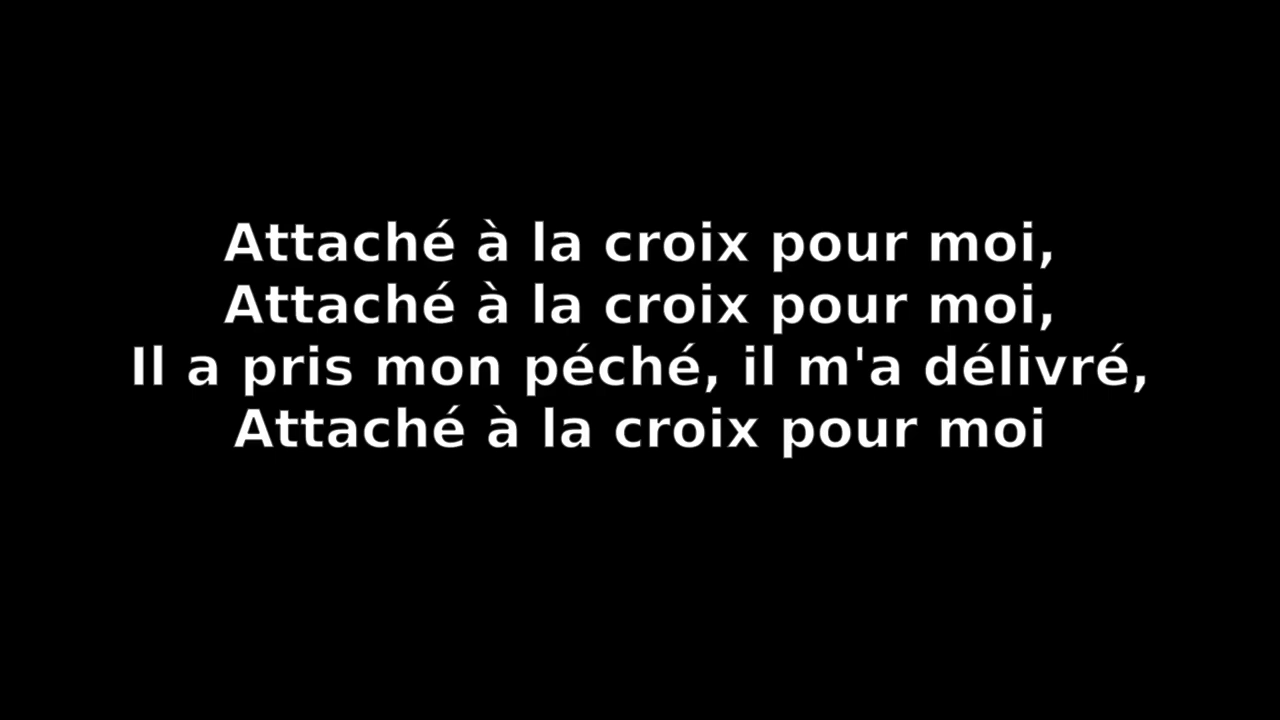 Attaché à la croix pour moi,
Attaché à la croix pour moi,
Il a pris mon péché, il m'a délivré,
Attaché à la croix pour moi